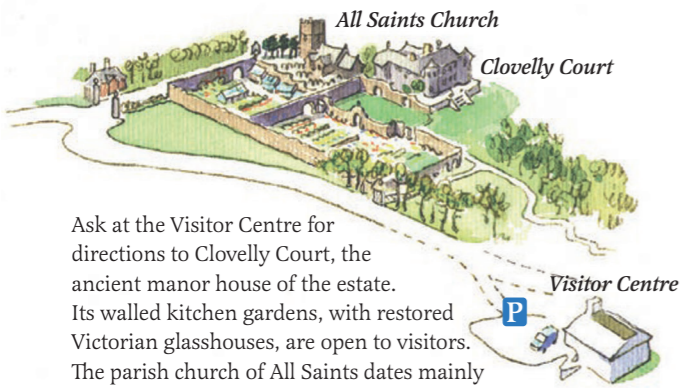 All Saints Church
Clovelly Court
Ask at the Visitor Centre for
directions to Clovelly Court, the
ancient manor house of the estate.
Visitor Centre
Its walled kitchen gardens, with restored
P
Victorian glasshouses, are open to visitors.
The parish church of All Saints dates mainly